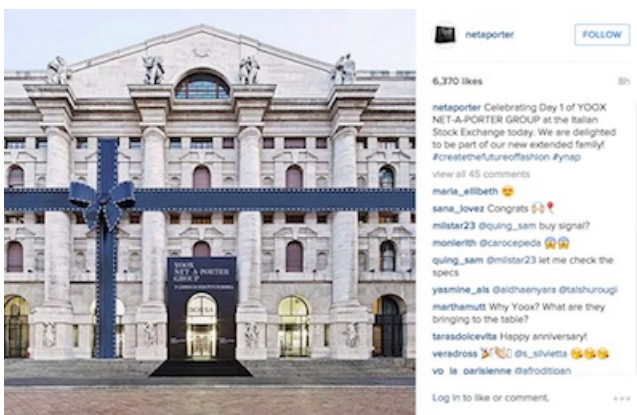 YOOX
NET-A-PORTER
GROUP
BORSA
netaporter
FOLLOW
6,370 likes
8h
netaporter Celebrating Day 1 of YOOX
NET-A-PORTER GROUP at the Italian
Stock Exchange today. We are delighted
to be part of our new extended family!
#createthefutureoffashion #ynap
view all 45 comments
maria_ellibeth
sana_lovez Congrats
milstar23 @quing_sam buy signal?
monierith @carocepeda
quing_sam @milstar23 let me check the
specs
yasmine_als @aidhaenyara @talshurougi
marthamutt Why Yoox? What are they
bringing to the table?
tarasdolcevita Happy anniversary!
veradross @s_silvietta
vo_la_parisienne @afroditioan
Log in to like or comment.